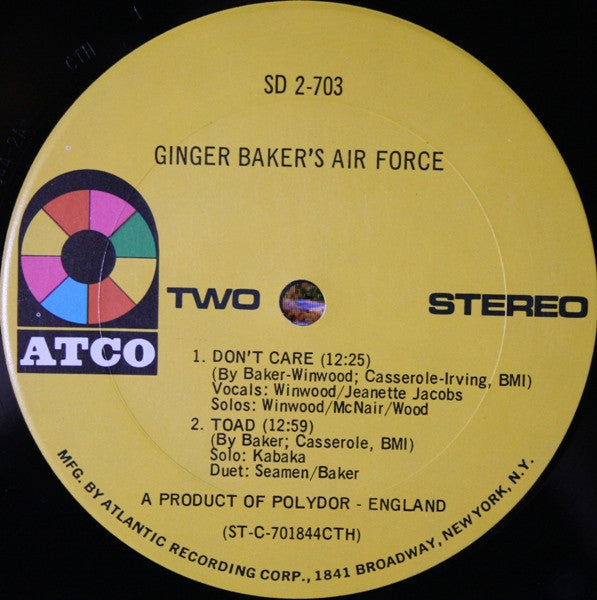 SD 2-703
GINGER BAKER'S AIR FORCE
ATCO
TWO
STEREO
1. DON'T CARE (12:25)
(By Baker-Winwood; Casserole-Irving, BMI)
Vocals: Winwood/Jeanette Jacobs
Solos: Winwood/McNair/Wood
2. TOAD (12:59)
(By Baker; Casserole, BMI)
Solo: Kabaka
Duet: Seamen/Baker
A PRODUCT OF POLYDOR - ENGLAND
(ST-C-701844CTH)
MFG. BY ATLANTIC RECORDING CORP., 1841 BROADWAY, NEW YORK, N.Y.
CTH